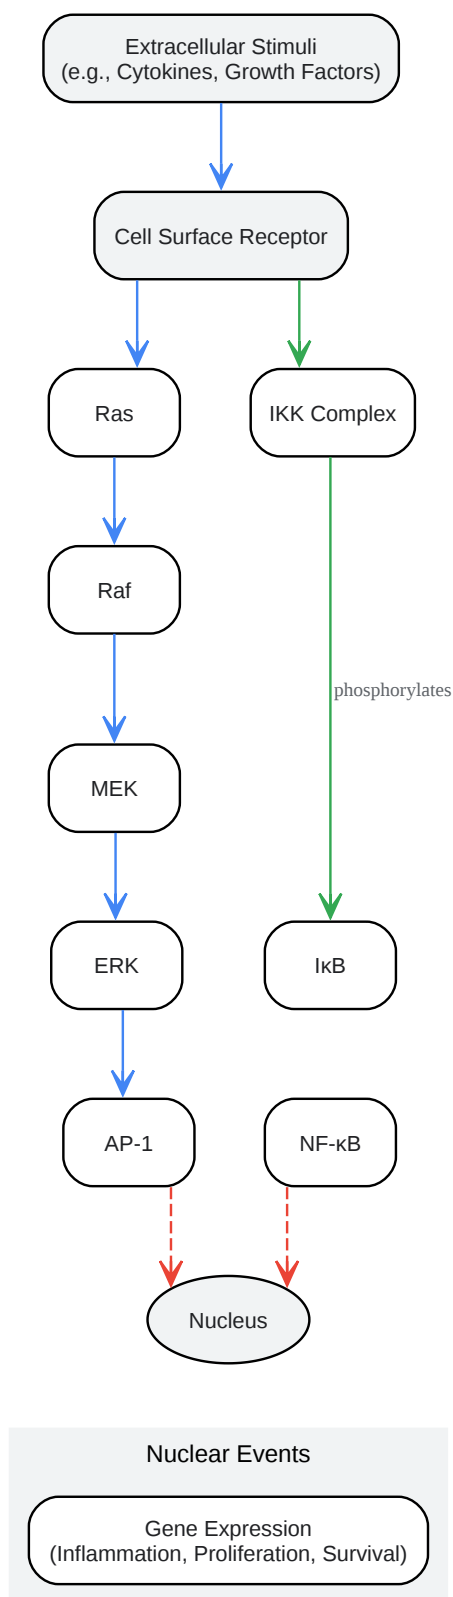 Extracellular Stimuli
(e.g., Cytokines, Growth Factors)
Cell Surface Receptor
Ras
IKK Complex
Raf
phosphorylates
MEK
ERK
IκB
AP-1
NF-κB
Nucleus
Nuclear Events
Gene Expression
(Inflammation, Proliferation, Survival)